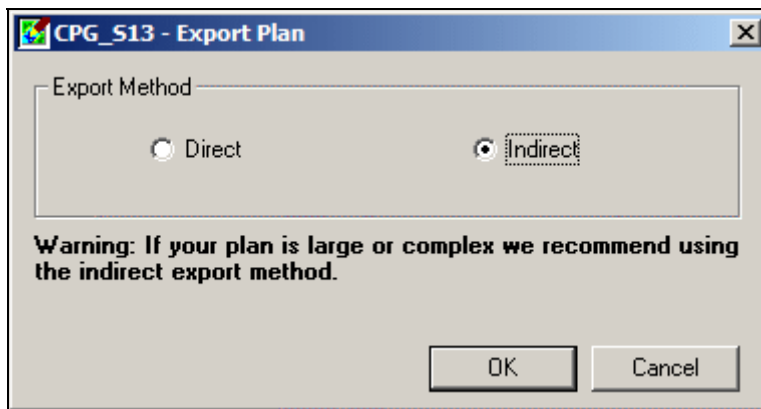 CPG_S13 - Export Plan
Export Method
Direct
Indirect
Warning: If your plan is large or complex we recommend using
the indirect export method.
OK
Cancel